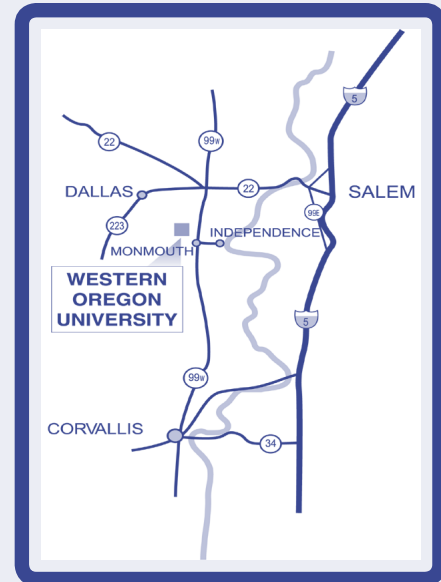 5
22
99W
DALLAS
22
SALEM
223
99E
MONMOUTH
INDEPENDENCE
WESTERN
OREGON
UNIVERSITY
5
99W
CORVALLIS
34